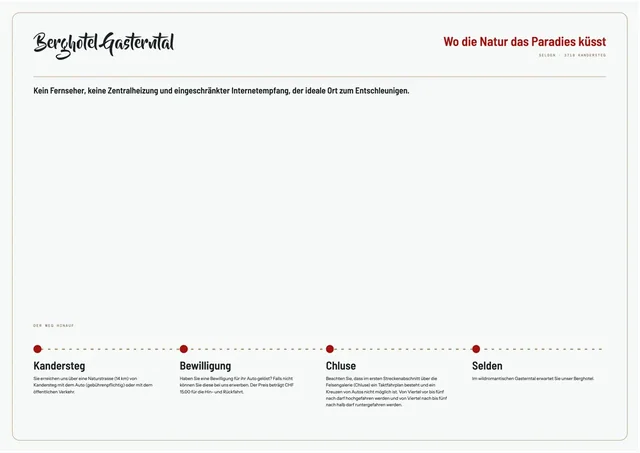 Berghotel Gasterntal
Wo die Natur das Paradies küsst
SELDEN · 3718 KANDERSTEG
Kein Fernseher, keine Zentralheizung und eingeschränkter Internetempfang, der ideale Ort zum Entschleunigen.
DER WEG HINAUF
Kandersteg
Sie erreichen uns über eine Naturstrasse (14 km) von
Kandersteg mit dem Auto (gebührenpflichtig) oder mit dem
öffentlichen Verkehr.
Bewilligung
Haben Sie eine Bewilligung für ihr Auto gelöst? Falls nicht
können Sie diese bei uns erwerben. Der Preis beträgt CHF
15.00 für die Hin- und Rückfahrt.
Chluse
Beachten Sie, dass im ersten Streckenabschnitt über die
Felsengalerie (Chluse) ein Taktfahrplan besteht und ein
Kreuzen von Autos nicht möglich ist. Von Viertel vor bis fünf
nach darf hochgefahren werden und von Viertel nach bis fünf
nach halb darf runtergefahren werden.
Selden
Im wildromantischen Gasterntal erwartet Sie unser Berghotel.